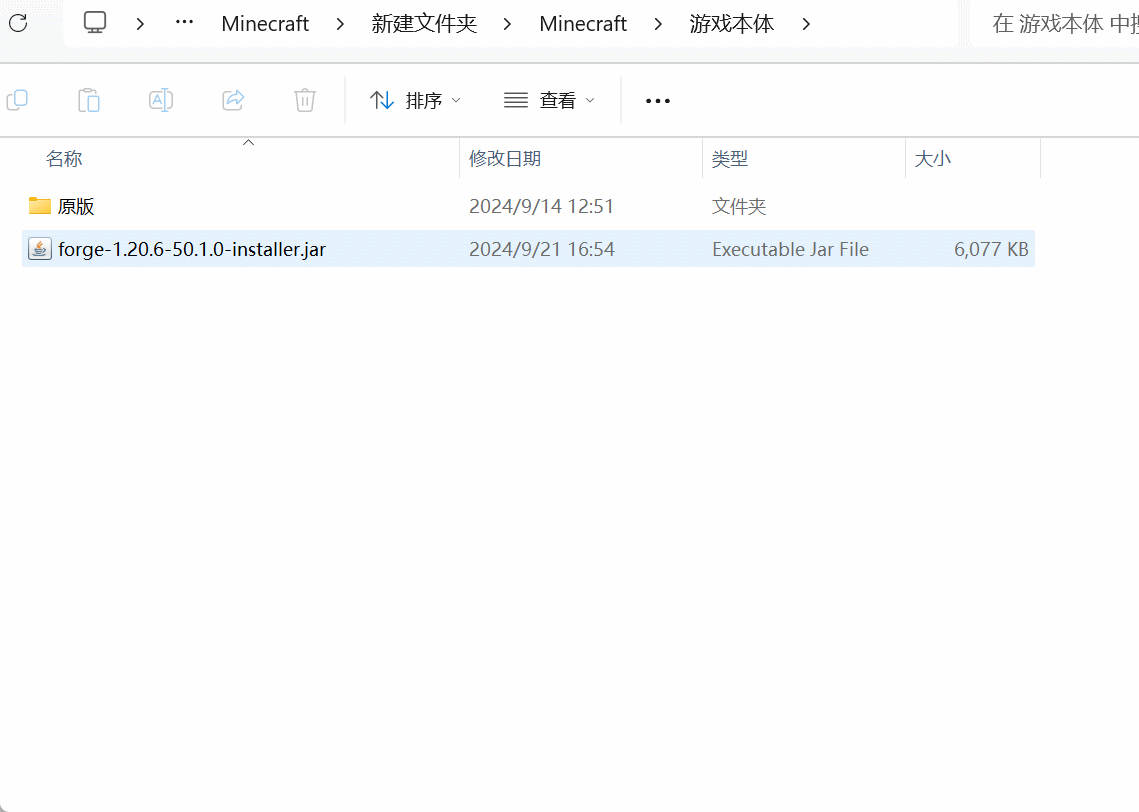 ··· Minecraft > 新建文件夹 > Minecraft > 游戏本体 > 在 游戏本体 中
排序 查看 ···
名称 修改日期 类型 大小
原版 2024/9/14 12:51 文件夹
forge-1.20.6-50.1.0-installer.jar 2024/9/21 16:54 Executable Jar File 6,077 KB